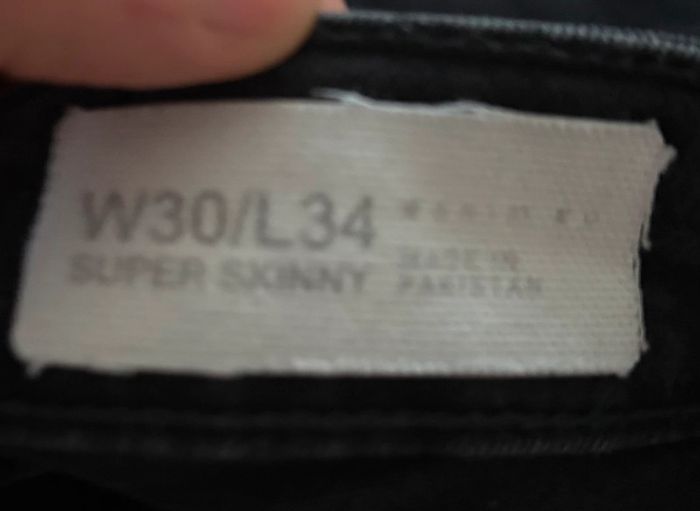 W30/L34
SUPER SKINNY
MADE IN
PAKISTAN